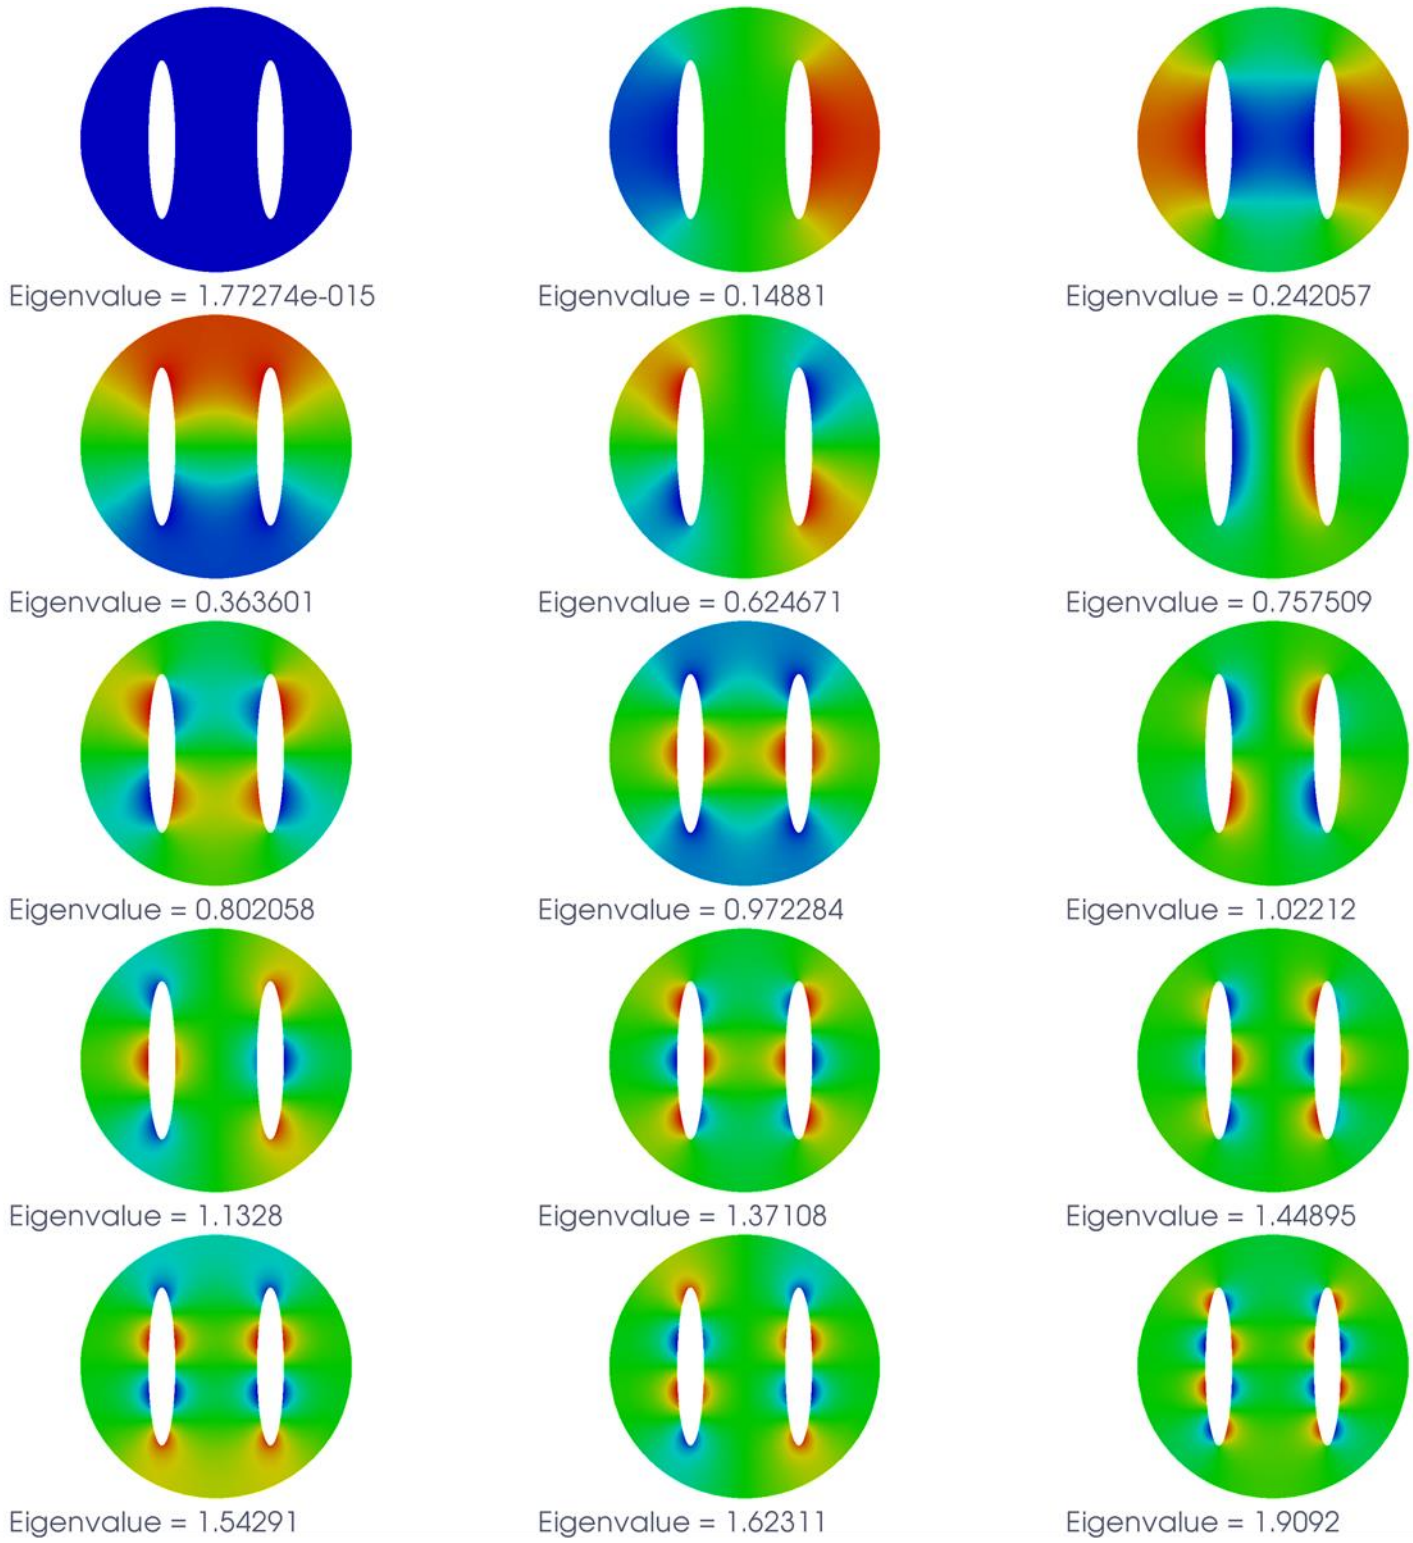 Eigenvalue = 1.77274e-015
Eigenvalue = 0.14881
Eigenvalue = 0.242057
Eigenvalue = 0.363601
Eigenvalue = 0.624671
Eigenvalue = 0.757509
Eigenvalue = 0.802058
Eigenvalue = 0.972284
Eigenvalue = 1.02212
Eigenvalue = 1.1328
Eigenvalue = 1.37108
Eigenvalue = 1.44895
Eigenvalue = 1.54291
Eigenvalue = 1.62311
Eigenvalue = 1.9092